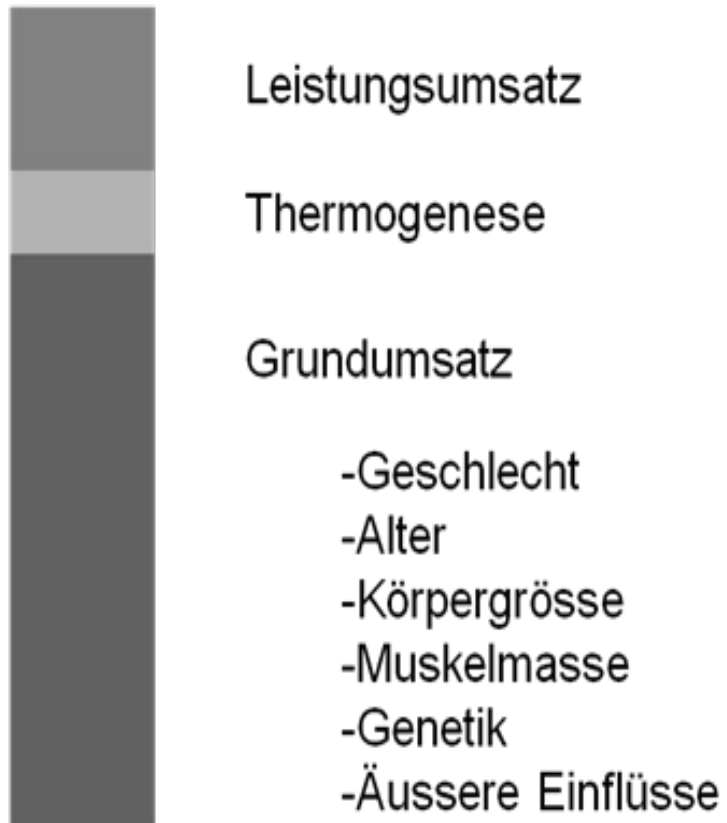 Leistungsumsatz
Thermogenese
Grundumsatz
-Geschlecht
-Alter
-Körpergrösse
-Muskelmasse
-Genetik
-Äussere Einflüsse